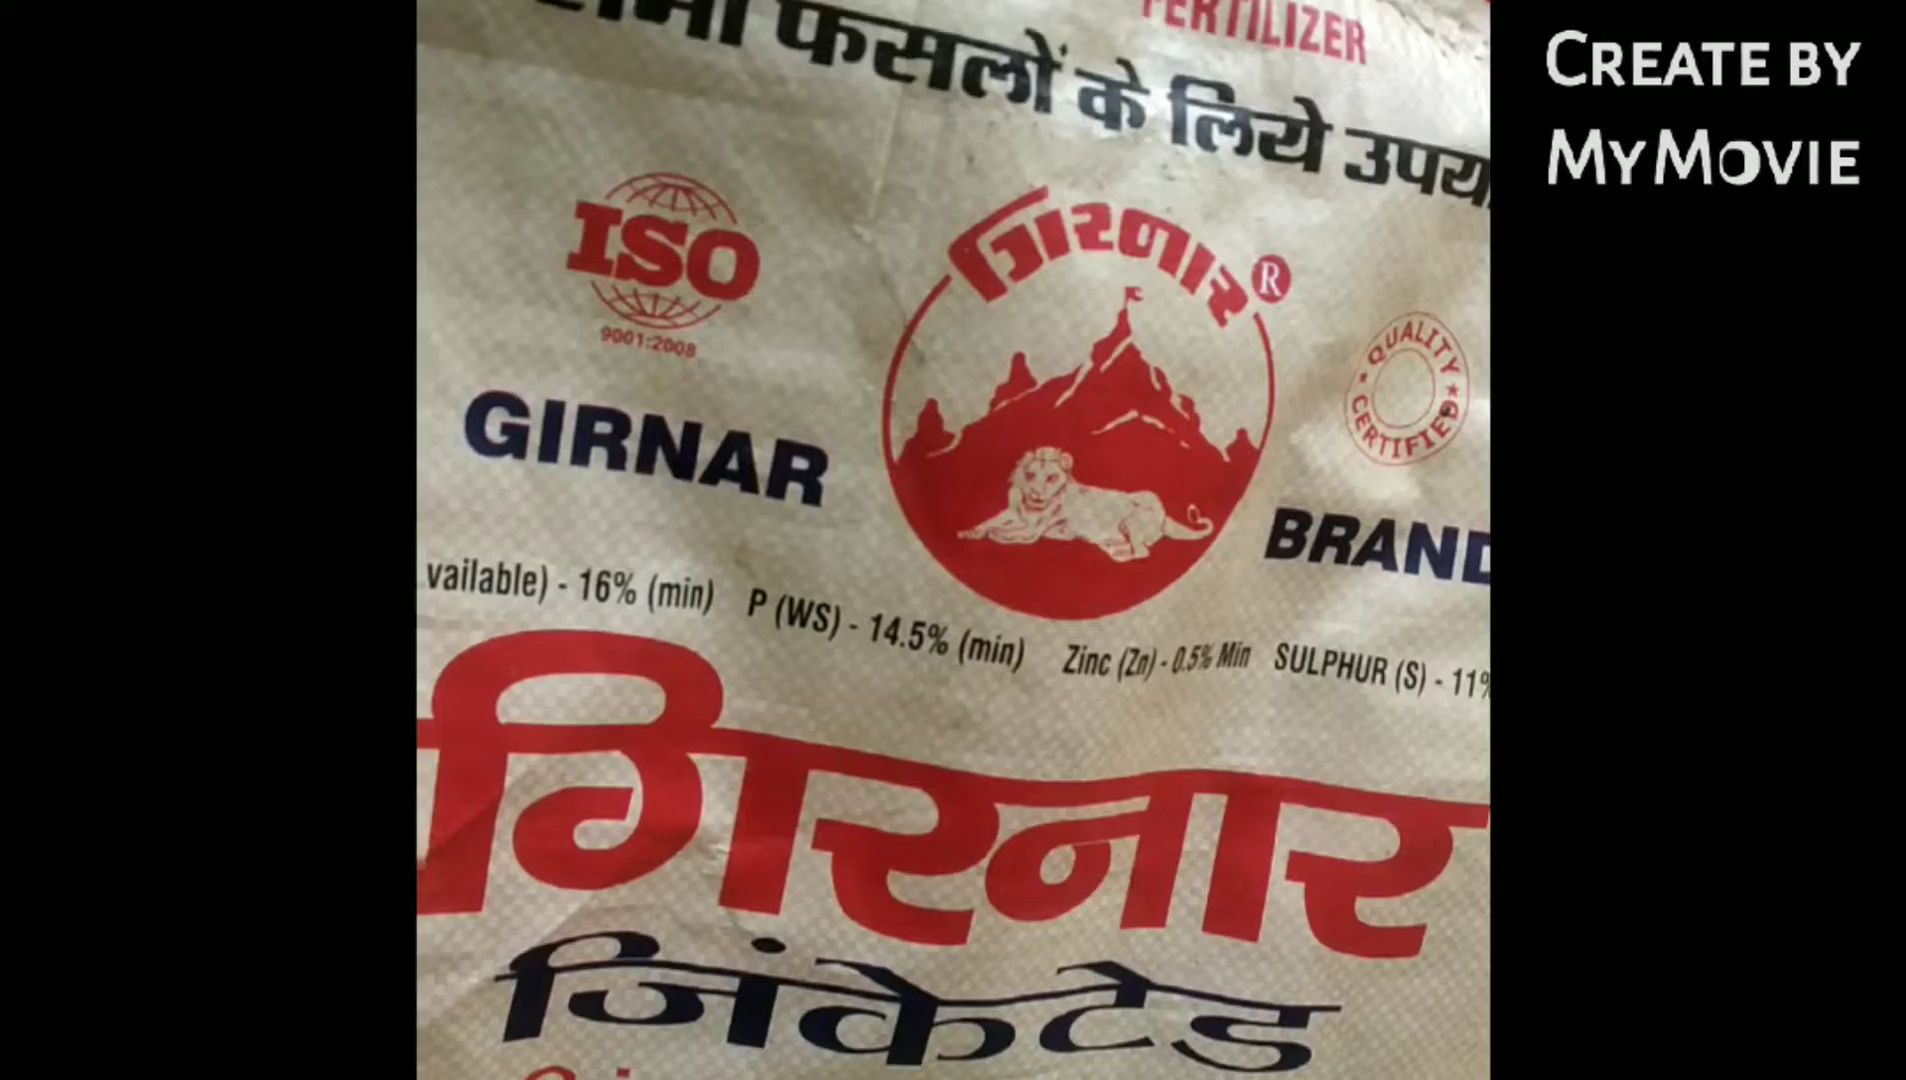 FERTILIZER
फसलों के लिये
CREATE BY
MYMOVIE
ISO
9001:2008
गिरनार®
QUALITY CERTIFIED
GIRNAR
BRAND
vailable) - 16% (min) P (WS) - 14.5% (min) Zinc (Zn) - 0.5% Min SULPHUR (S) - 11%
गिरनार
जिंकेटेड